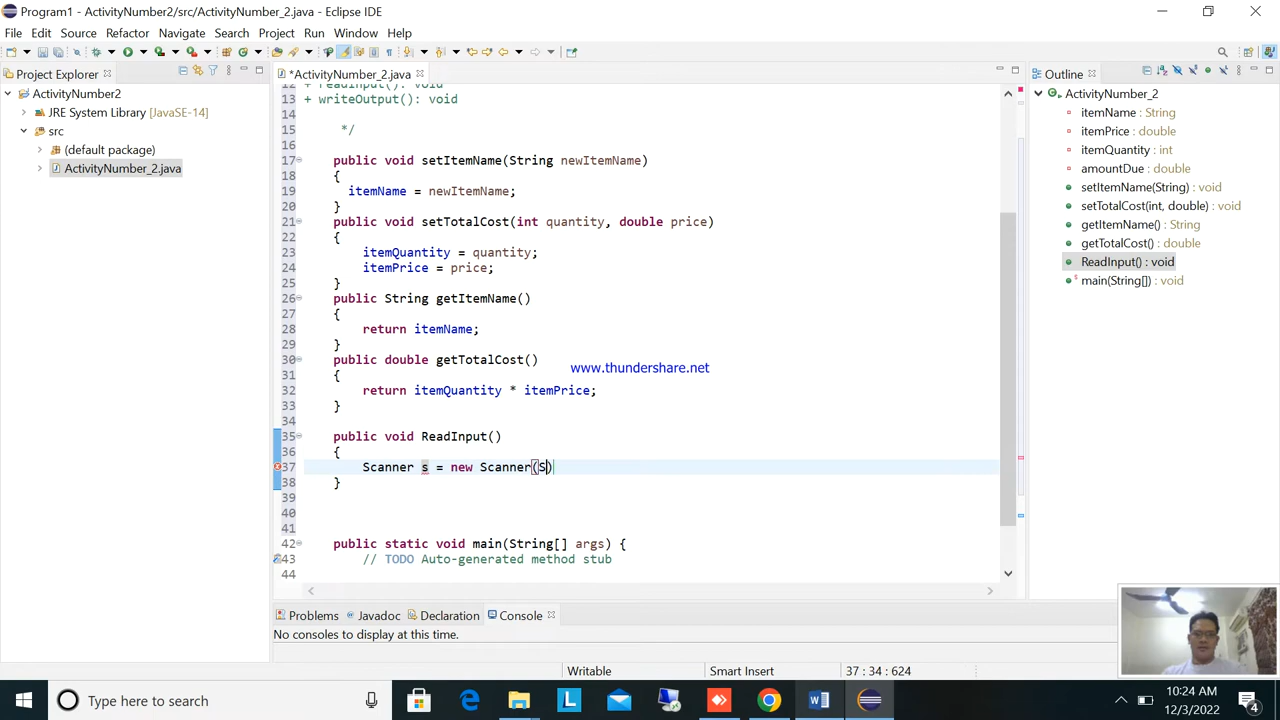 Program1 - ActivityNumber2/src/ActivityNumber_2.java - Eclipse IDE
File Edit Source Refactor Navigate Search Project Run Window Help
Project Explorer
ActivityNumber2
JRE System Library [JavaSE-14]
src
(default package)
ActivityNumber_2.java
*ActivityNumber_2.java
12 + readInput(): void
13 + writeOutput(): void
14
15 */
16
17 public void setItemName(String newItemName)
18 {
19 itemName = newItemName;
20 }
21 public void setTotalCost(int quantity, double price)
22 {
23 itemQuantity = quantity;
24 itemPrice = price;
25 }
26 public String getItemName()
27 {
28 return itemName;
29 }
30 public double getTotalCost()
31 {
32 return itemQuantity * itemPrice;
33 }
34
35 public void ReadInput()
36 {
37 Scanner s = new Scanner(S)
38 }
39
40
41
42 public static void main(String[] args) {
43 // TODO Auto-generated method stub
44
www.thundershare.net
Outline
ActivityNumber_2
itemName : String
itemPrice : double
itemQuantity : int
amountDue : double
setItemName(String) : void
setTotalCost(int, double) : void
getItemName() : String
getTotalCost() : double
ReadInput() : void
main(String[]) : void
Problems Javadoc Declaration Console
No consoles to display at this time.
Writable Smart Insert 37 : 34 : 624
Type here to search
10:24 AM
12/3/2022
4